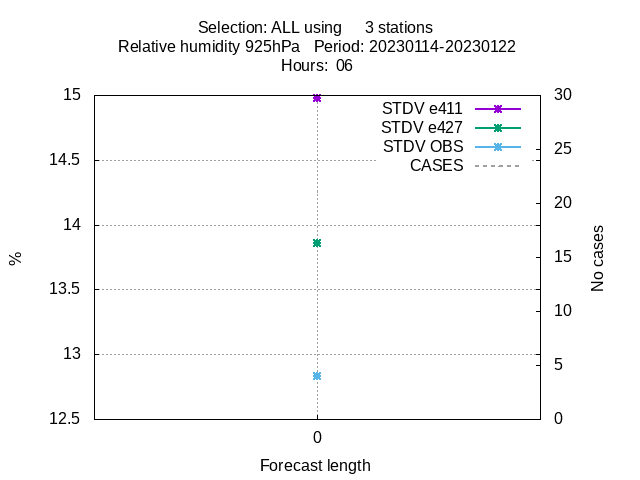 Selection: ALL using 3 stations
Relative humidity 925hPa Period: 20230114-20230122
Hours: 06
15
14.5
14
13.5
13
12.5
%
STDV e411
STDV e427
STDV OBS
CASES
30
25
20
15
10
5
0
No cases
0
Forecast length